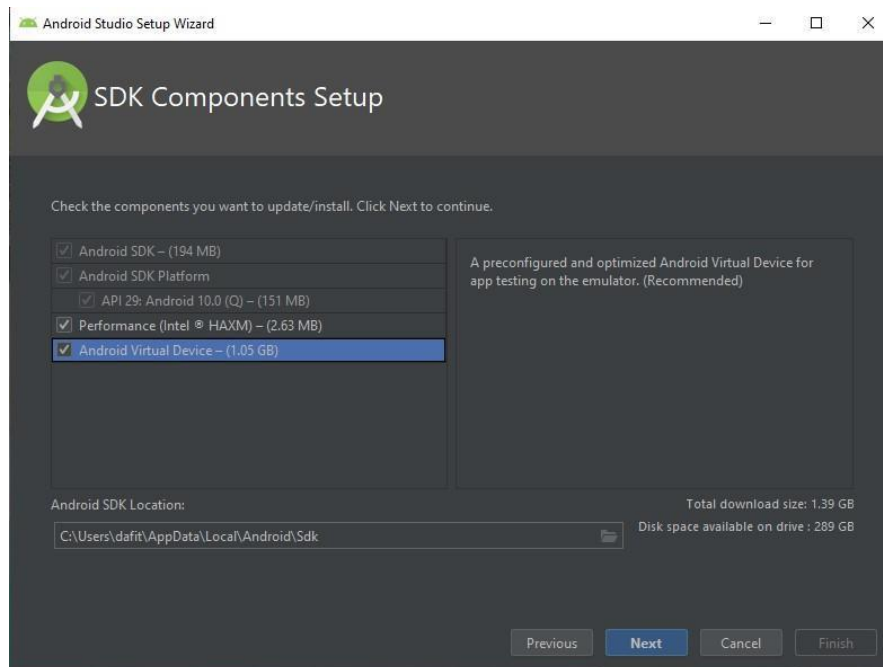 Android Studio Setup Wizard
SDK Components Setup
Check the components you want to update/install. Click Next to continue.
Android SDK – (194 MB)
Android SDK Platform
API 29: Android 10.0 (Q) – (151 MB)
Performance (Intel ® HAXM) – (2.63 MB)
Android Virtual Device – (1.05 GB)
A preconfigured and optimized Android Virtual Device for
app testing on the emulator. (Recommended)
Android SDK Location:
C:\Users\dafit\AppData\Local\Android\Sdk
Total download size: 1.39 GB
Disk space available on drive : 289 GB
Previous
Next
Cancel
Finish